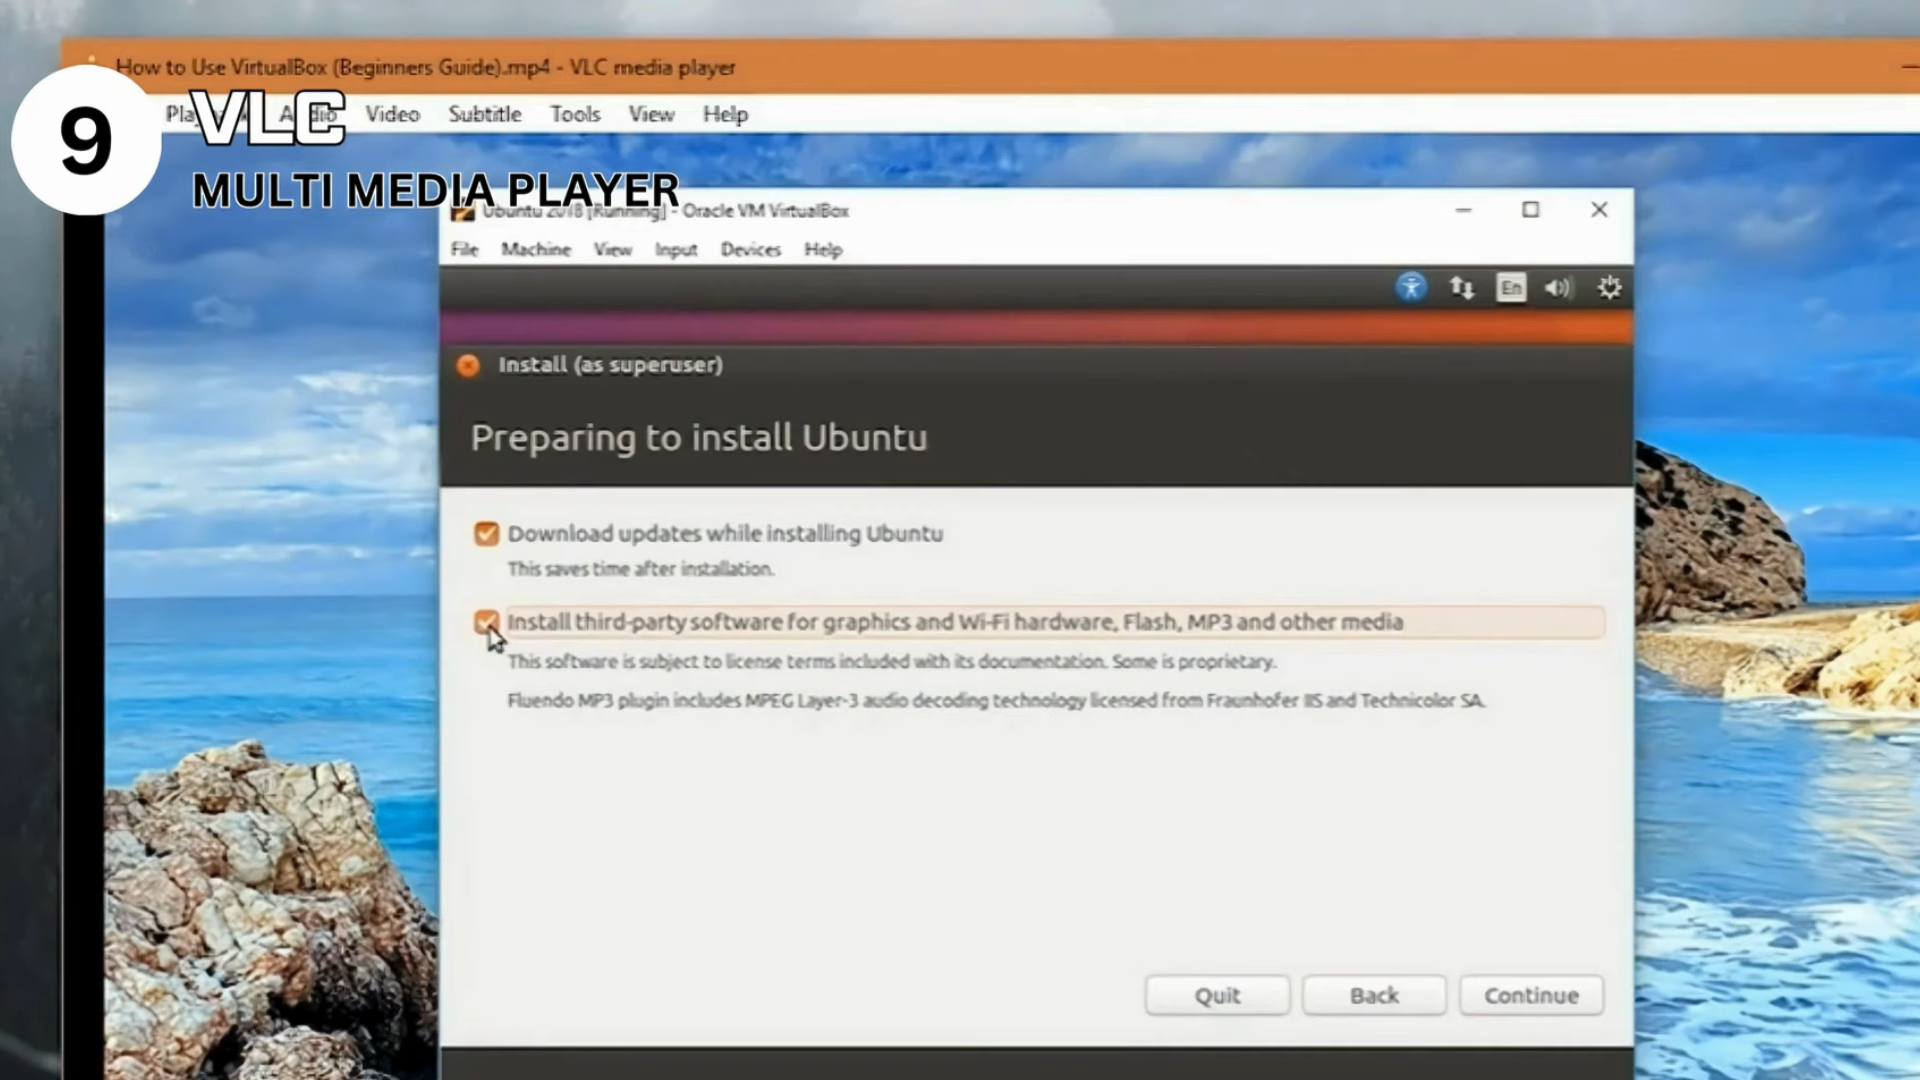 How to Use VirtualBox (Beginners Guide).mp4 - VLC media player
Video Subtitle Tools View Help
9
VLC
MULTI MEDIA PLAYER
Ubuntu 2018 [Running] - Oracle VM VirtualBox
File Machine View Input Devices Help
En
Install (as superuser)
Preparing to install Ubuntu
Download updates while installing Ubuntu
This saves time after installation.
Install third-party software for graphics and Wi-Fi hardware, Flash, MP3 and other media
This software is subject to license terms included with its documentation. Some is proprietary.
Fluendo MP3 plugin includes MPEG Layer-3 audio decoding technology licensed from Fraunhofer IIS and Technicolor SA.
Quit Back Continue